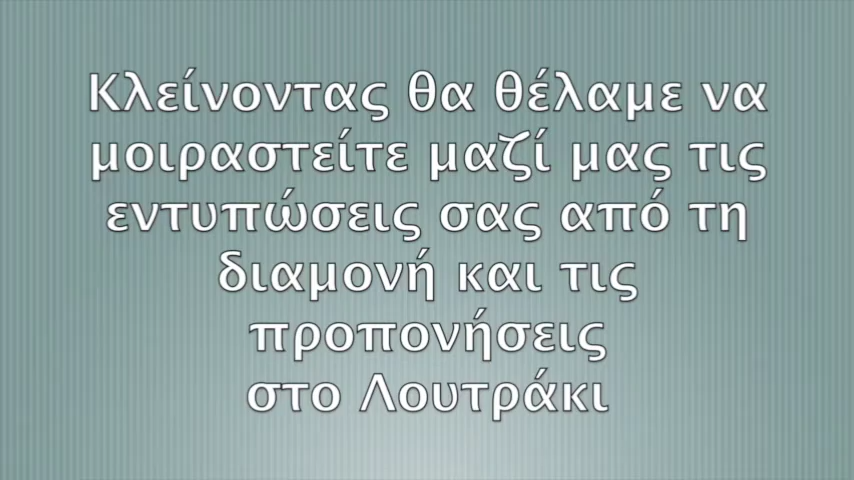 Κλείνοντας θα θέλαμε να
μοιραστείτε μαζί μας τις
εντυπώσεις σας από τη
διαμονή και τις
προπονήσεις
στο Λουτράκι